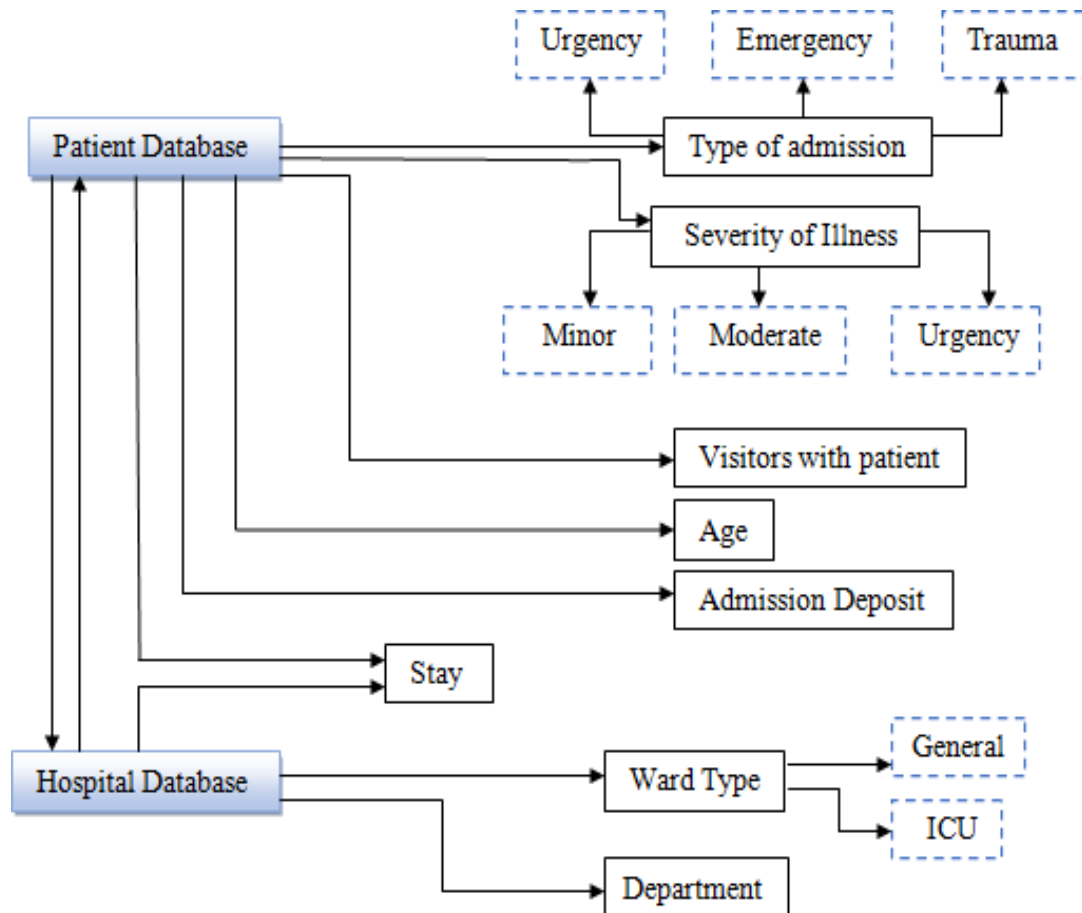 Urgency
Emergency
Trauma
Patient Database
Type of admission
Severity of Illness
Minor
Moderate
Urgency
Visitors with patient
Age
Admission Deposit
Stay
Hospital Database
Ward Type
General
ICU
Department